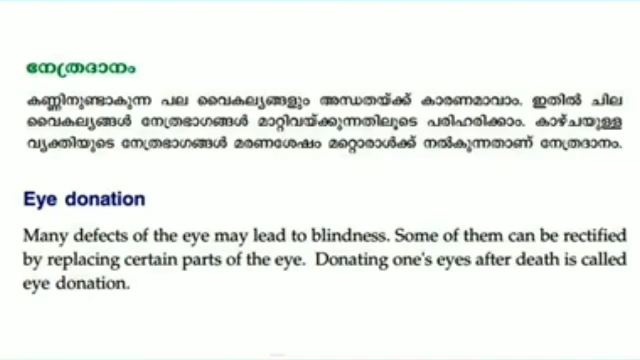 നേത്രദാനം
കണ്ണിനുണ്ടാകുന്ന പല വൈകല്യങ്ങളും അന്ധതയ്ക്ക് കാരണമാവാം. ഇതിൽ ചില
വൈകല്യങ്ങൾ നേത്രഭാഗങ്ങൾ മാറ്റിവയ്ക്കുന്നതിലൂടെ പരിഹരിക്കാം. കാഴ്ചയുള്ള
വ്യക്തിയുടെ നേത്രഭാഗങ്ങൾ മരണശേഷം മറ്റൊരാൾക്ക് നൽകുന്നതാണ് നേത്രദാനം.
Eye donation
Many defects of the eye may lead to blindness. Some of them can be rectified
by replacing certain parts of the eye. Donating one's eyes after death is called
eye donation.